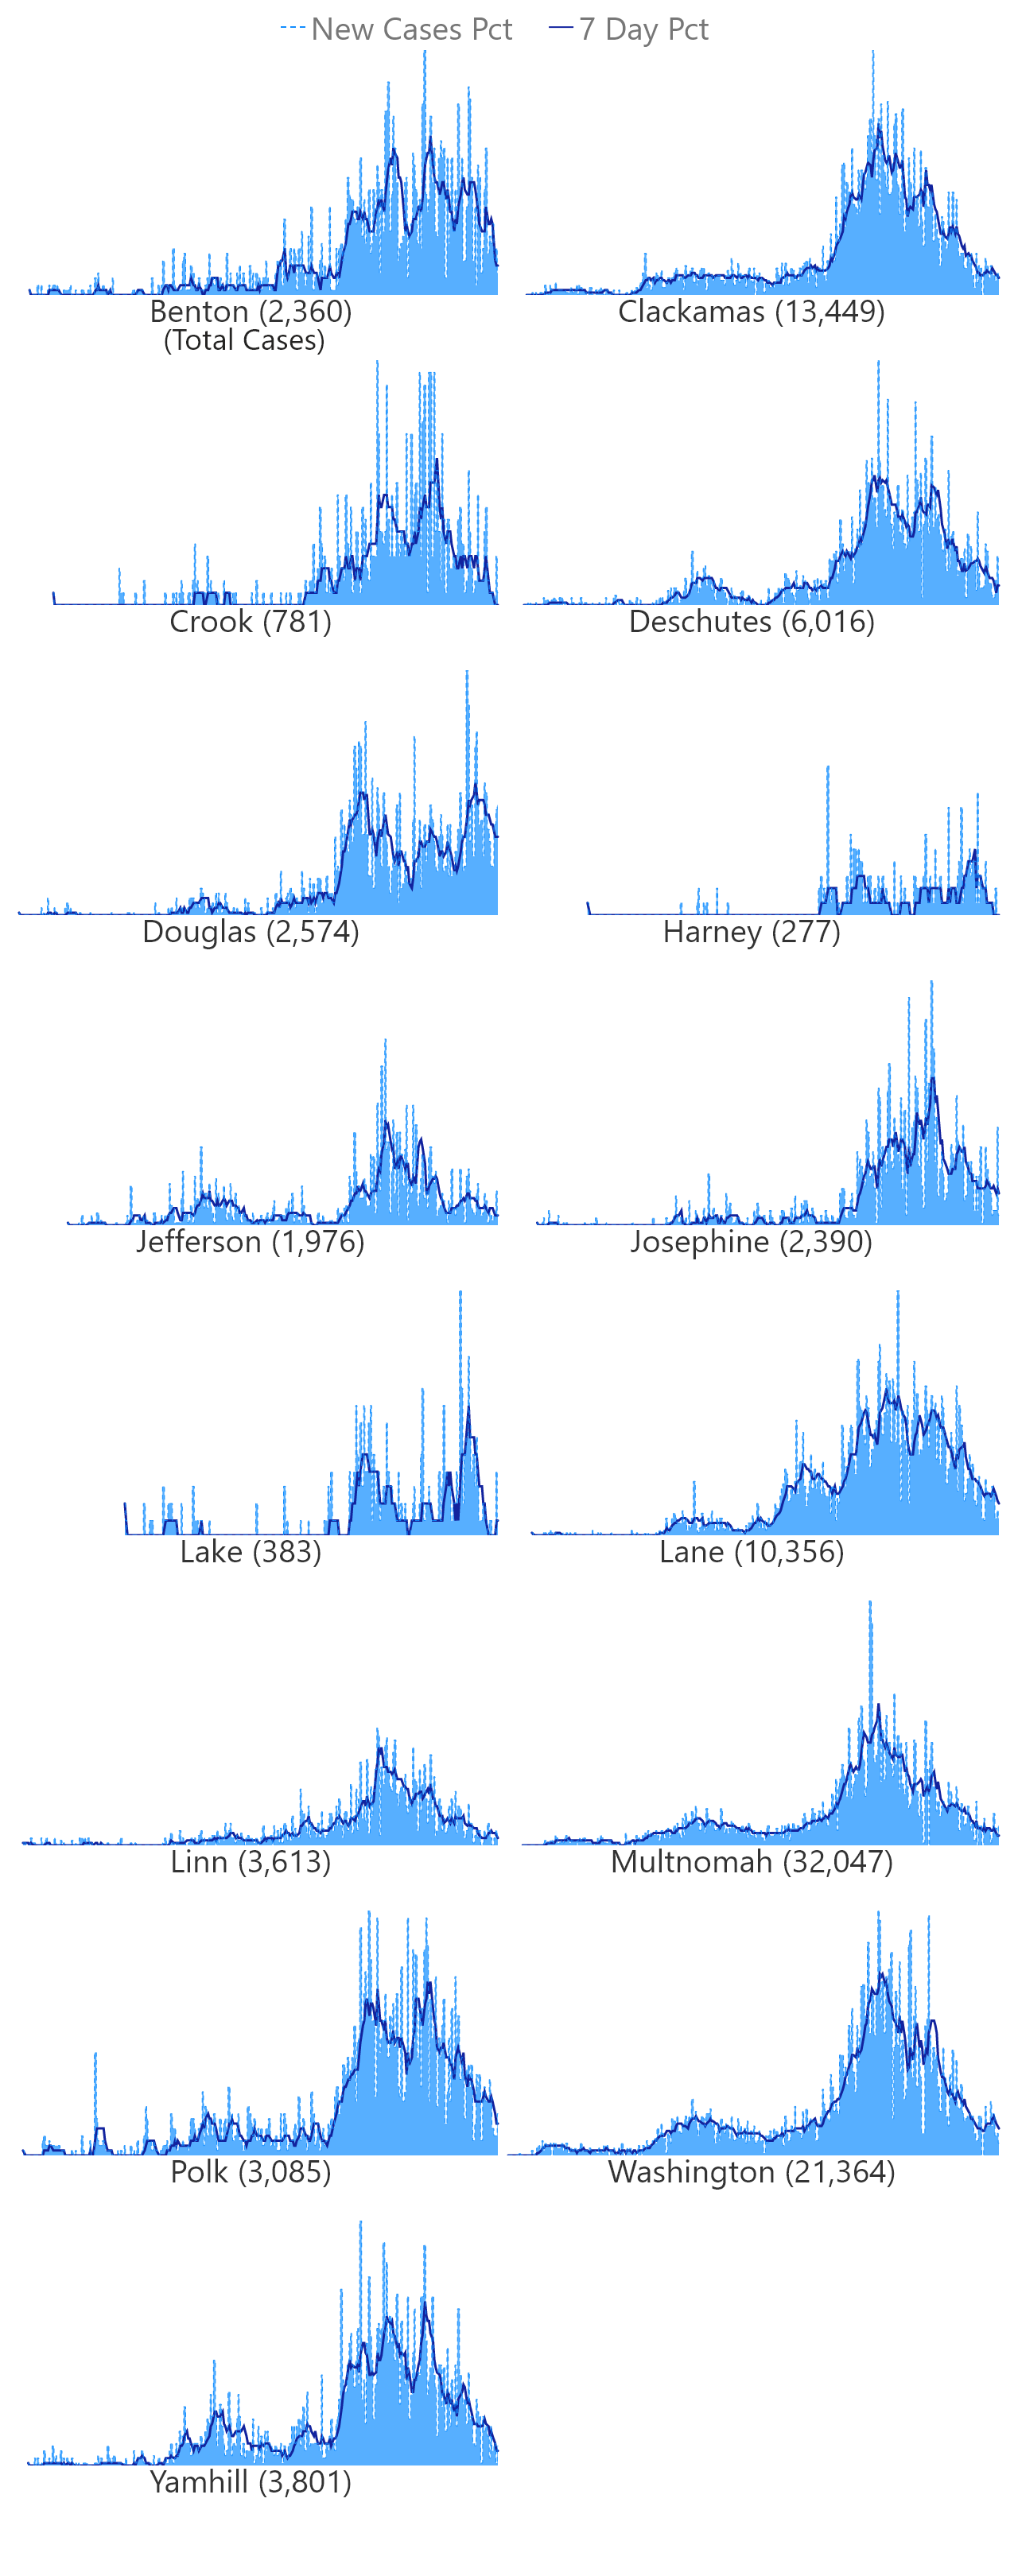 New Cases Pct 7 Day Pct
Benton (2,360) Clackamas (13,449)
(Total Cases)
Crook (781) Deschutes (6,016)
Douglas (2,574) Harney (277)
Jefferson (1,976) Josephine (2,390)
Lake (383) Lane (10,356)
Linn (3,613) Multnomah (32,047)
Polk (3,085) Washington (21,364)
Yamhill (3,801)